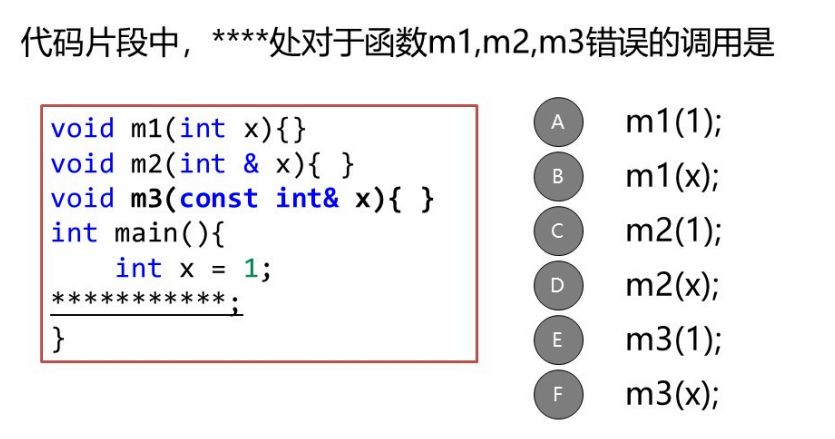 代码片段中，****处对于函数m1,m2,m3错误的调用是
void m1(int x){}
void m2(int & x){ }
void m3(const int& x){ }
int main(){
    int x = 1;
***********;
}
A m1(1);
B m1(x);
C m2(1);
D m2(x);
E m3(1);
F m3(x);